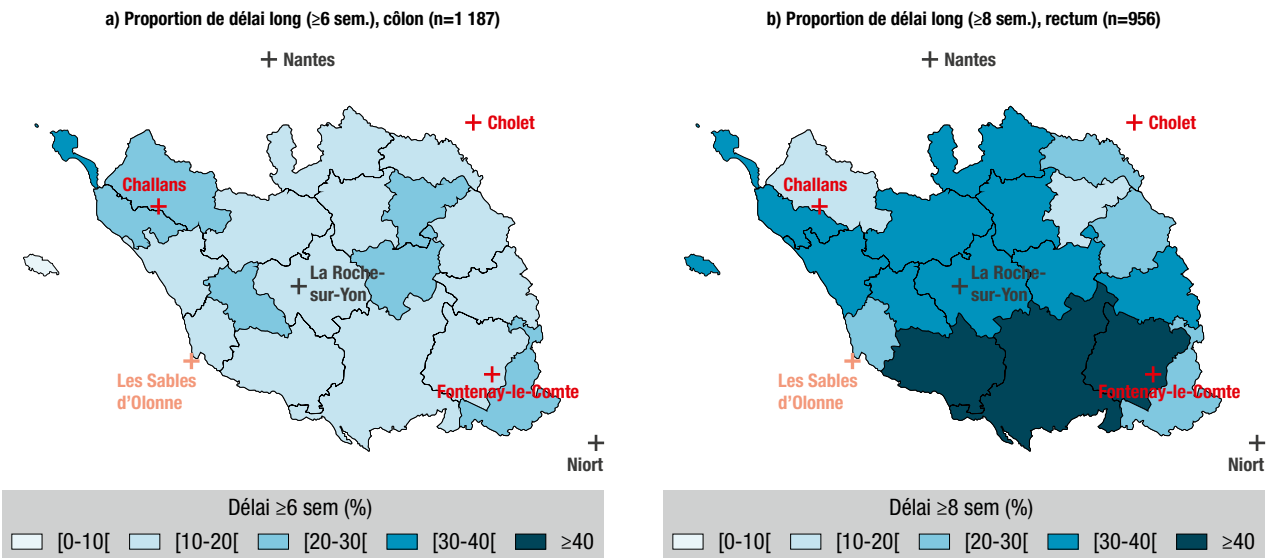 a) Proportion de délai long (≥6 sem.), côlon (n=1 187)
Nantes
Cholet
Challans
La Roche-
sur-Yon
Les Sables
d’Olonne
Fontenay-le-Comte
Niort
Délai ≥6 sem (%)
[0-10[ [10-20[ [20-30[ [30-40[ ≥40
b) Proportion de délai long (≥8 sem.), rectum (n=956)
Nantes
Cholet
Challans
La Roche-
sur-Yon
Les Sables
d’Olonne
Fontenay-le-Comte
Niort
Délai ≥8 sem (%)
[0-10[ [10-20[ [20-30[ [30-40[ ≥40